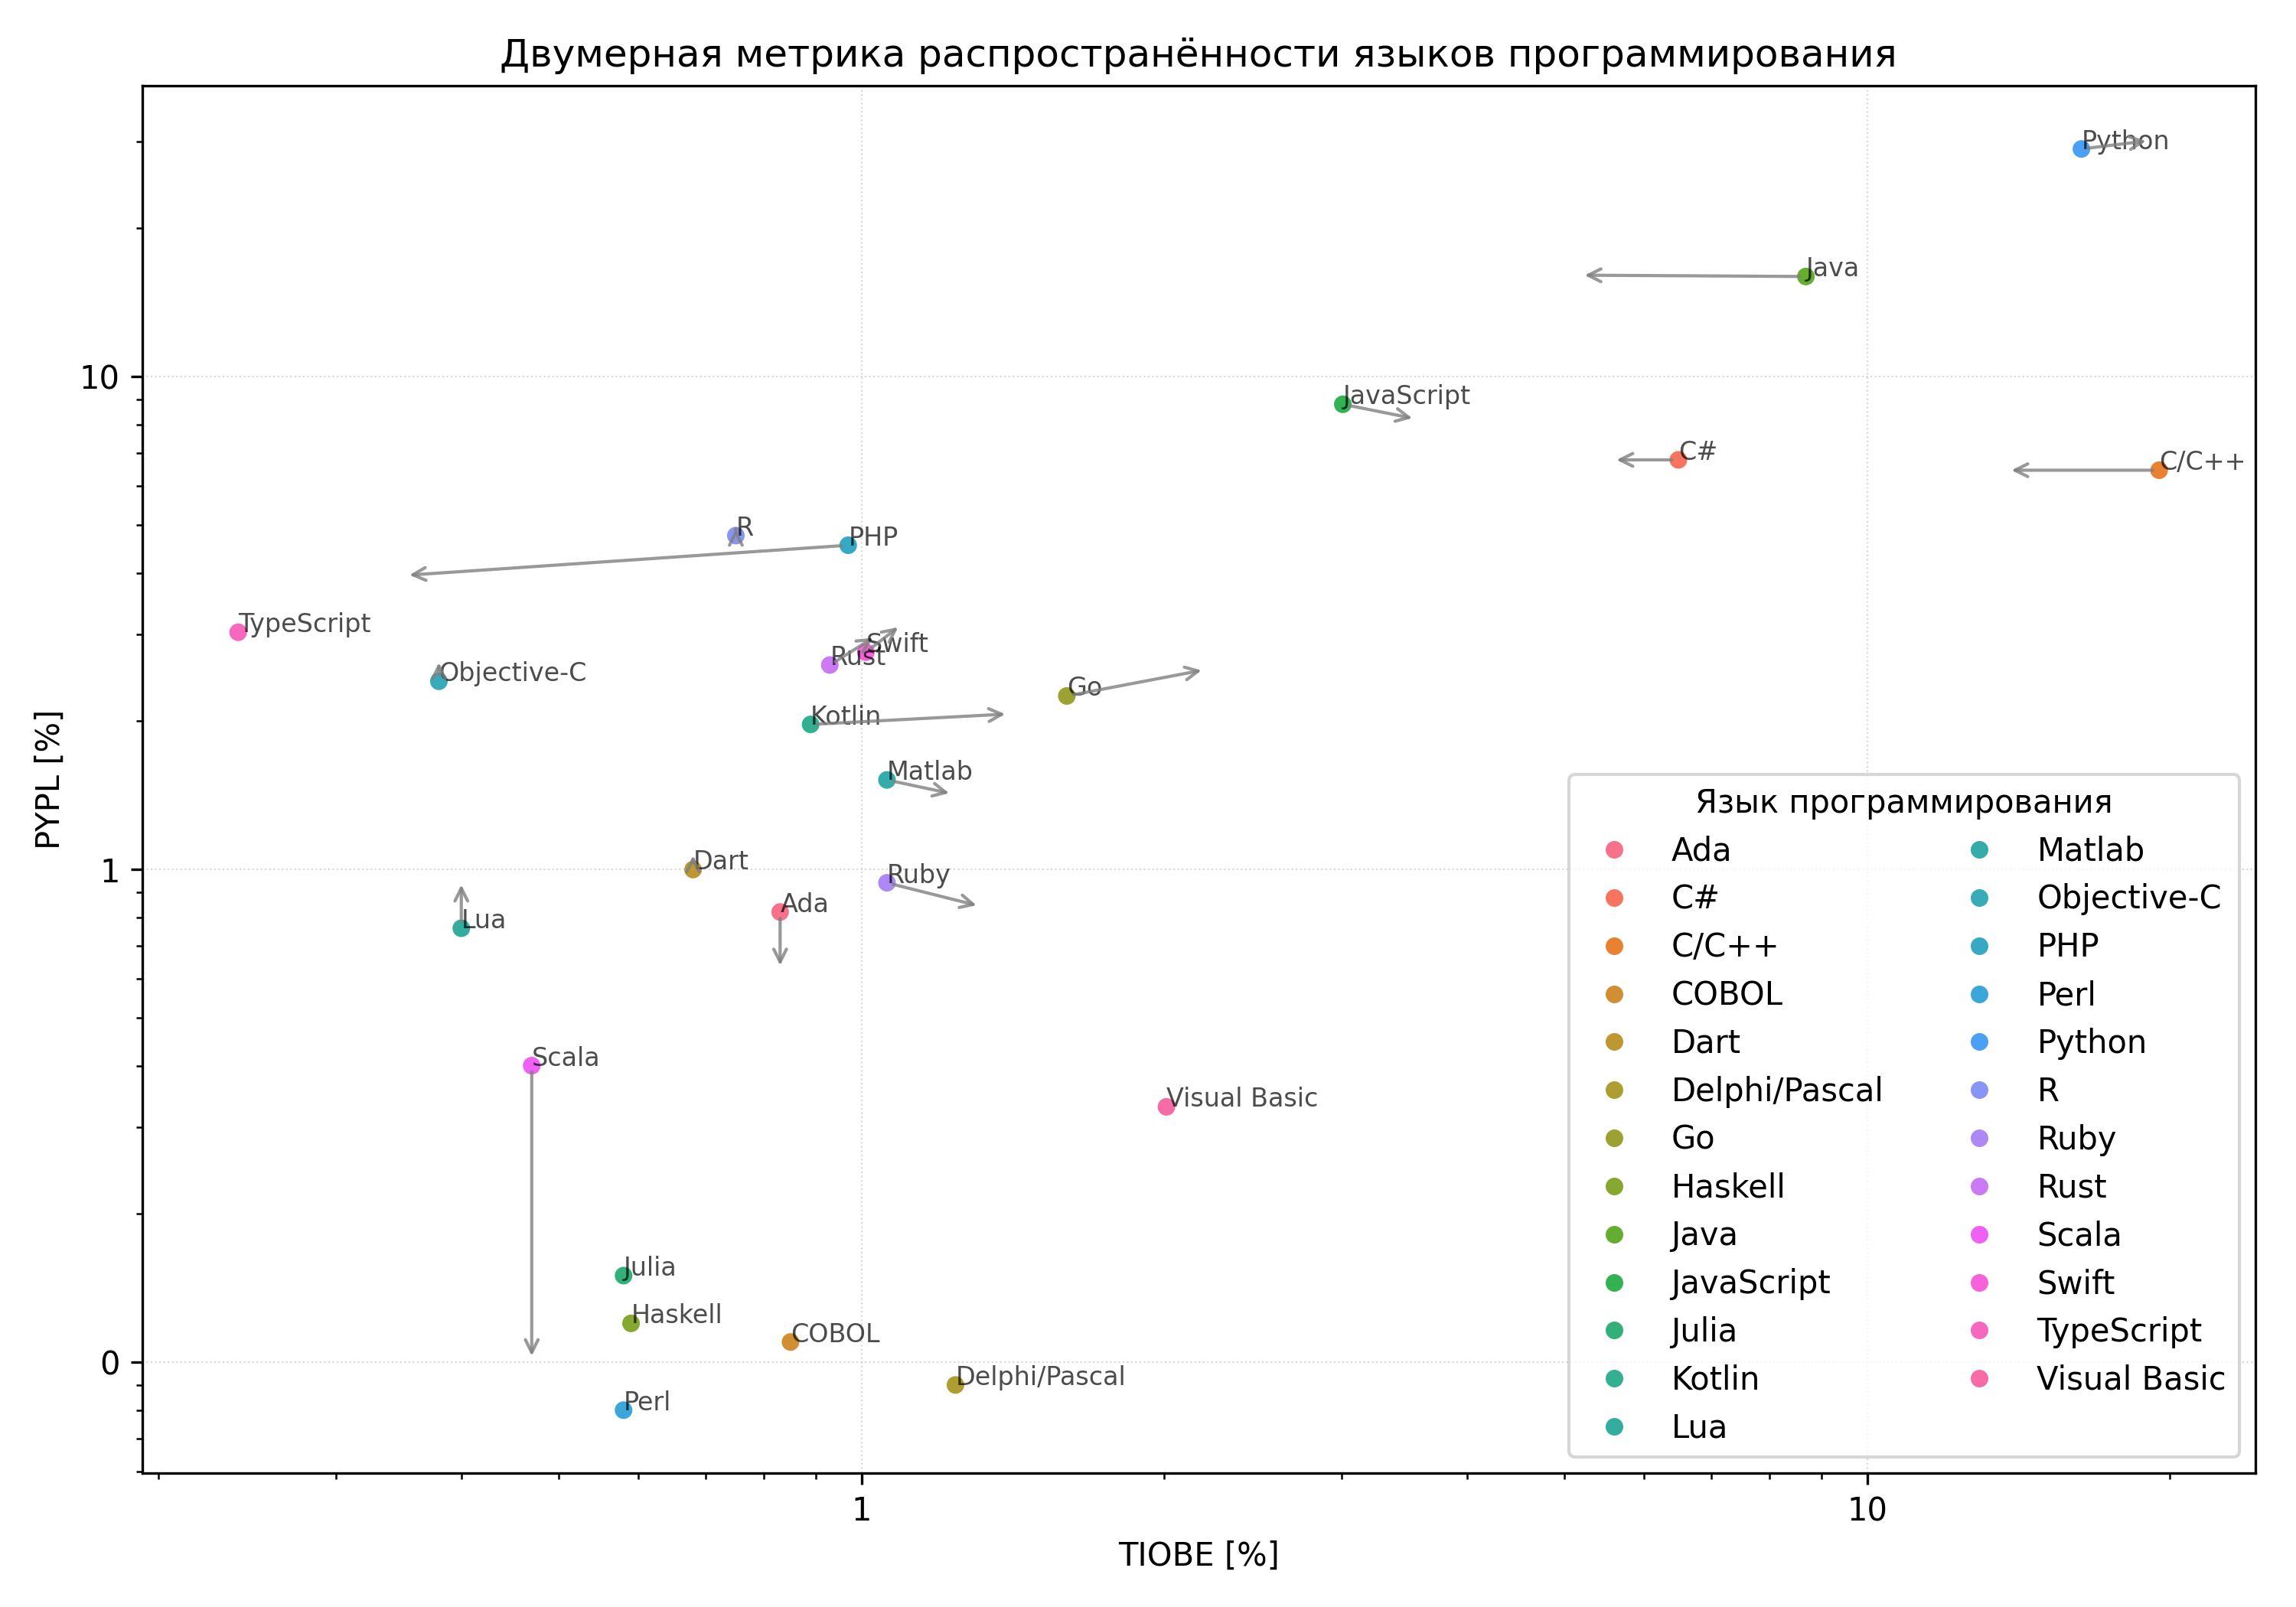 Двумерная метрика распространённости языков программирования
Python
Java
10
JavaScript
C#
C/C++
R
PHP
TypeScript
Swift
Rust
Objective-C
Go
Kotlin
PYPL [%]
Matlab
1
Dart
Ruby
Ada
Lua
Scala
Visual Basic
Julia
Haskell
COBOL
0
Delphi/Pascal
Perl
Язык программирования
Ada
C#
C/C++
COBOL
Dart
Delphi/Pascal
Go
Haskell
Java
JavaScript
Julia
Kotlin
Lua
Matlab
Objective-C
PHP
Perl
Python
R
Ruby
Rust
Scala
Swift
TypeScript
Visual Basic
1
10
TIOBE [%]